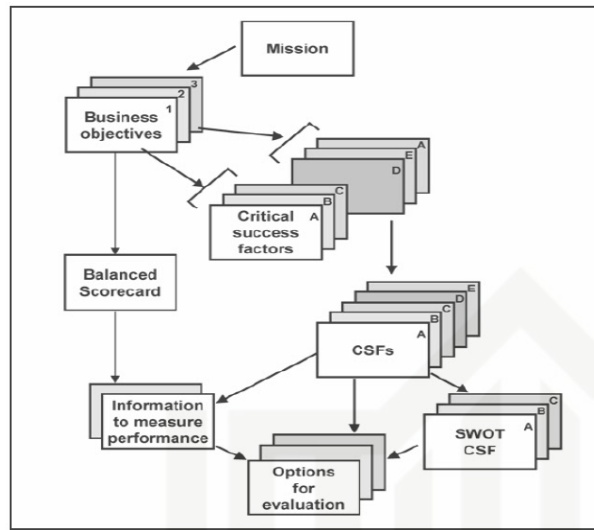 Mission
3
2
1
Business
objectives
A
E
D
C
B
A
Critical
success
factors
Balanced
Scorecard
E
D
C
B
A
CSFs
Information
to measure
performance
C
B
A
SWOT
CSF
Options
for
evaluation